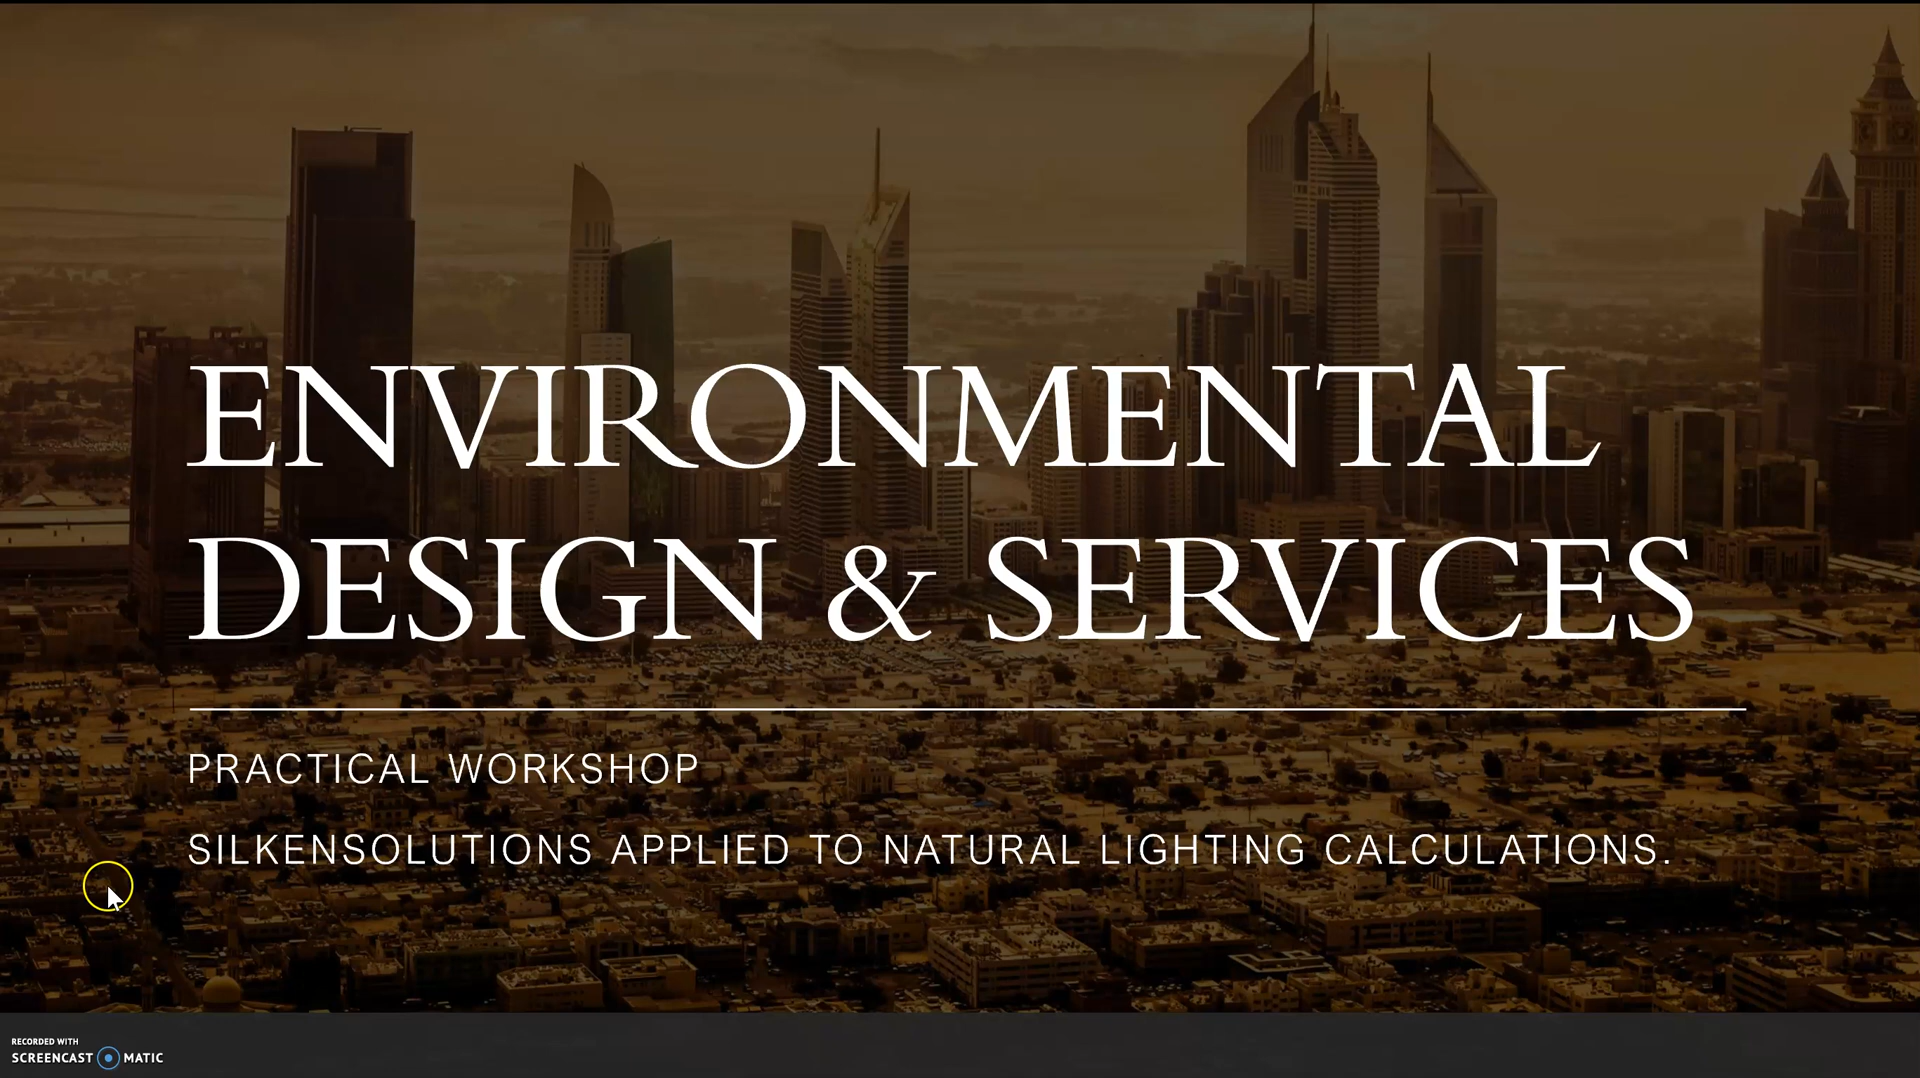 ENVIRONMENTAL
DESIGN & SERVICES
PRACTICAL WORKSHOP
SILKENSOLUTIONS APPLIED TO NATURAL LIGHTING CALCULATIONS.
RECORDED WITH
SCREENCAST MATIC